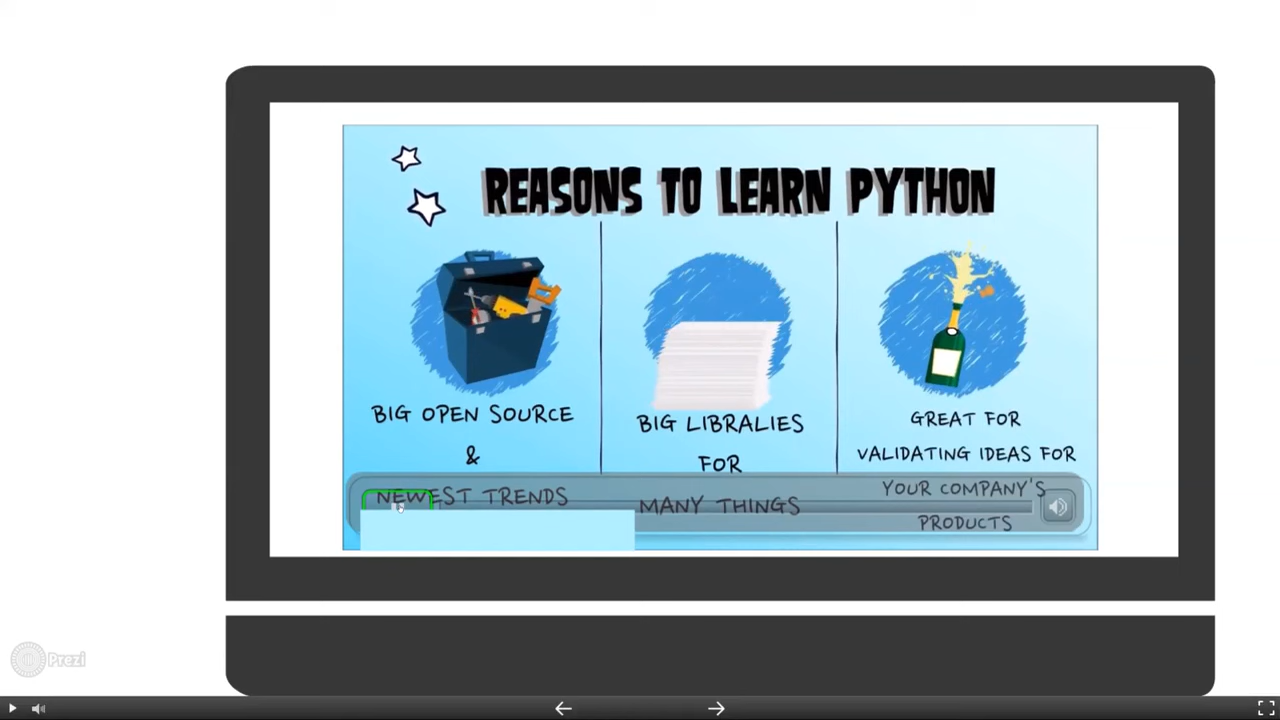 REASONS TO LEARN PYTHON
BIG OPEN SOURCE
&
NEWEST TRENDS
BIG LIBRALIES
FOR
MANY THINGS
GREAT FOR
VALIDATING IDEAS FOR
YOUR COMPANY'S
PRODUCTS
Prezi